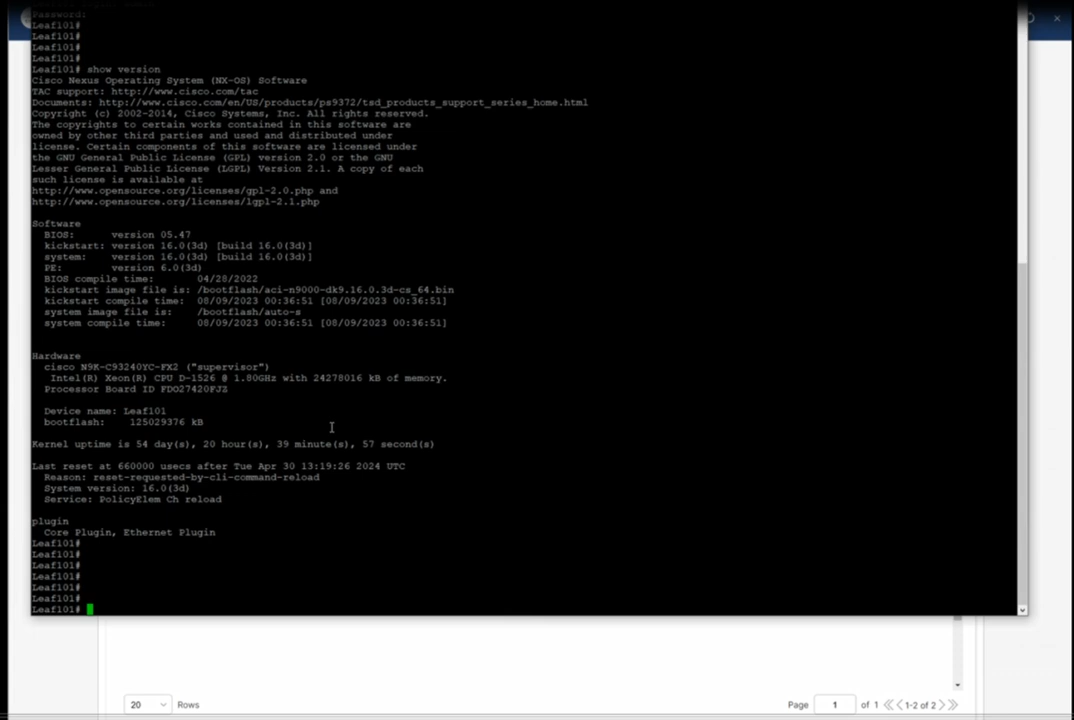 Password:
Leaf101#
Leaf101#
Leaf101#
Leaf101#
Leaf101# show version
Cisco Nexus Operating System (NX-OS) Software
TAC support: http://www.cisco.com/tac
Documents: http://www.cisco.com/en/US/products/ps9372/tsd_products_support_series_home.html
Copyright (c) 2002-2014, Cisco Systems, Inc. All rights reserved.
The copyrights to certain works contained in this software are
owned by other third parties and used and distributed under
license. Certain components of this software are licensed under
the GNU General Public License (GPL) version 2.0 or the GNU
Lesser General Public License (LGPL) Version 2.1. A copy of each
such license is available at
http://www.opensource.org/licenses/gpl-2.0.php and
http://www.opensource.org/licenses/lgpl-2.1.php
Software
BIOS: version 05.47
kickstart: version 16.0(3d) [build 16.0(3d)]
system: version 16.0(3d) [build 16.0(3d)]
PE: version 6.0(3d)
BIOS compile time: 04/28/2022
kickstart image file is: /bootflash/aci-n9000-dk9.16.0.3d-cs_64.bin
kickstart compile time: 08/09/2023 00:36:51 [08/09/2023 00:36:51]
system image file is: /bootflash/auto-s
system compile time: 08/09/2023 00:36:51 [08/09/2023 00:36:51]
Hardware
cisco N9K-C93240YC-FX2 ("supervisor")
Intel(R) Xeon(R) CPU D-1526 @ 1.80GHz with 24278016 kB of memory.
Processor Board ID FDO27420FJZ
Device name: Leaf101
bootflash: 125029376 kB
Kernel uptime is 54 day(s), 20 hour(s), 39 minute(s), 57 second(s)
Last reset at 660000 usecs after Tue Apr 30 13:19:26 2024 UTC
Reason: reset-requested-by-cli-command-reload
System version: 16.0(3d)
Service: PolicyElem Ch reload
plugin
Core Plugin, Ethernet Plugin
Leaf101#
Leaf101#
Leaf101#
Leaf101#
Leaf101#
Leaf101#
Leaf101#
20 Rows Page 1 of 1 1-2 of 2